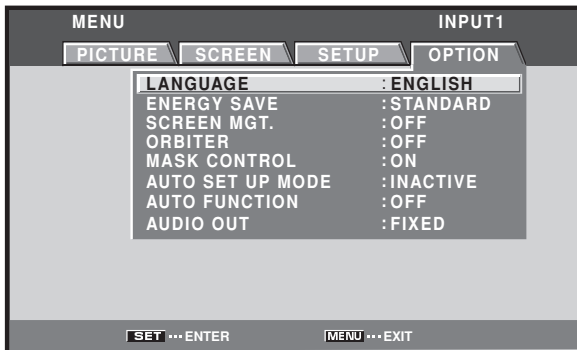 MENU INPUT1
PICTURE SCREEN SETUP OPTION
LANGUAGE :ENGLISH
ENERGY SAVE :STANDARD
SCREEN MGT. :OFF
ORBITER :OFF
MASK CONTROL :ON
AUTO SET UP MODE :INACTIVE
AUTO FUNCTION :OFF
AUDIO OUT :FIXED
SET ··· ENTER MENU ··· EXIT